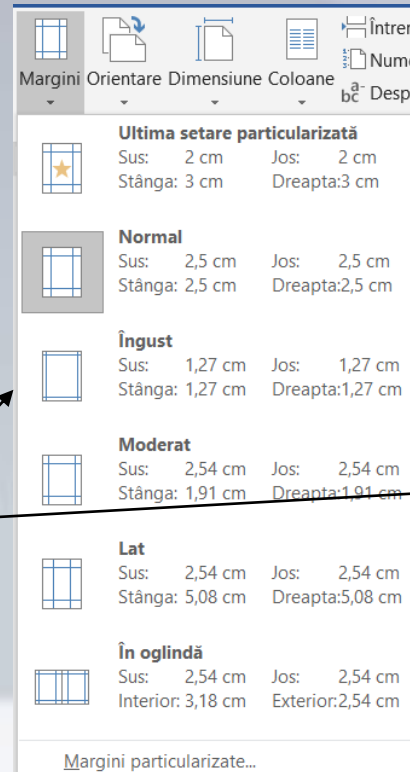 Margini Orientare Dimensiune Coloane
Ultima setare particularizată
Sus: 2 cm Jos: 2 cm
Stânga: 3 cm Dreapta:3 cm
Normal
Sus: 2,5 cm Jos: 2,5 cm
Stânga: 2,5 cm Dreapta:2,5 cm
Îngust
Sus: 1,27 cm Jos: 1,27 cm
Stânga: 1,27 cm Dreapta:1,27 cm
Moderat
Sus: 2,54 cm Jos: 2,54 cm
Stânga: 1,91 cm Dreapta:1,91 cm
Lat
Sus: 2,54 cm Jos: 2,54 cm
Stânga: 5,08 cm Dreapta:5,08 cm
În oglindă
Sus: 2,54 cm Jos: 2,54 cm
Interior: 3,18 cm Exterior:2,54 cm
Margini particularizate...